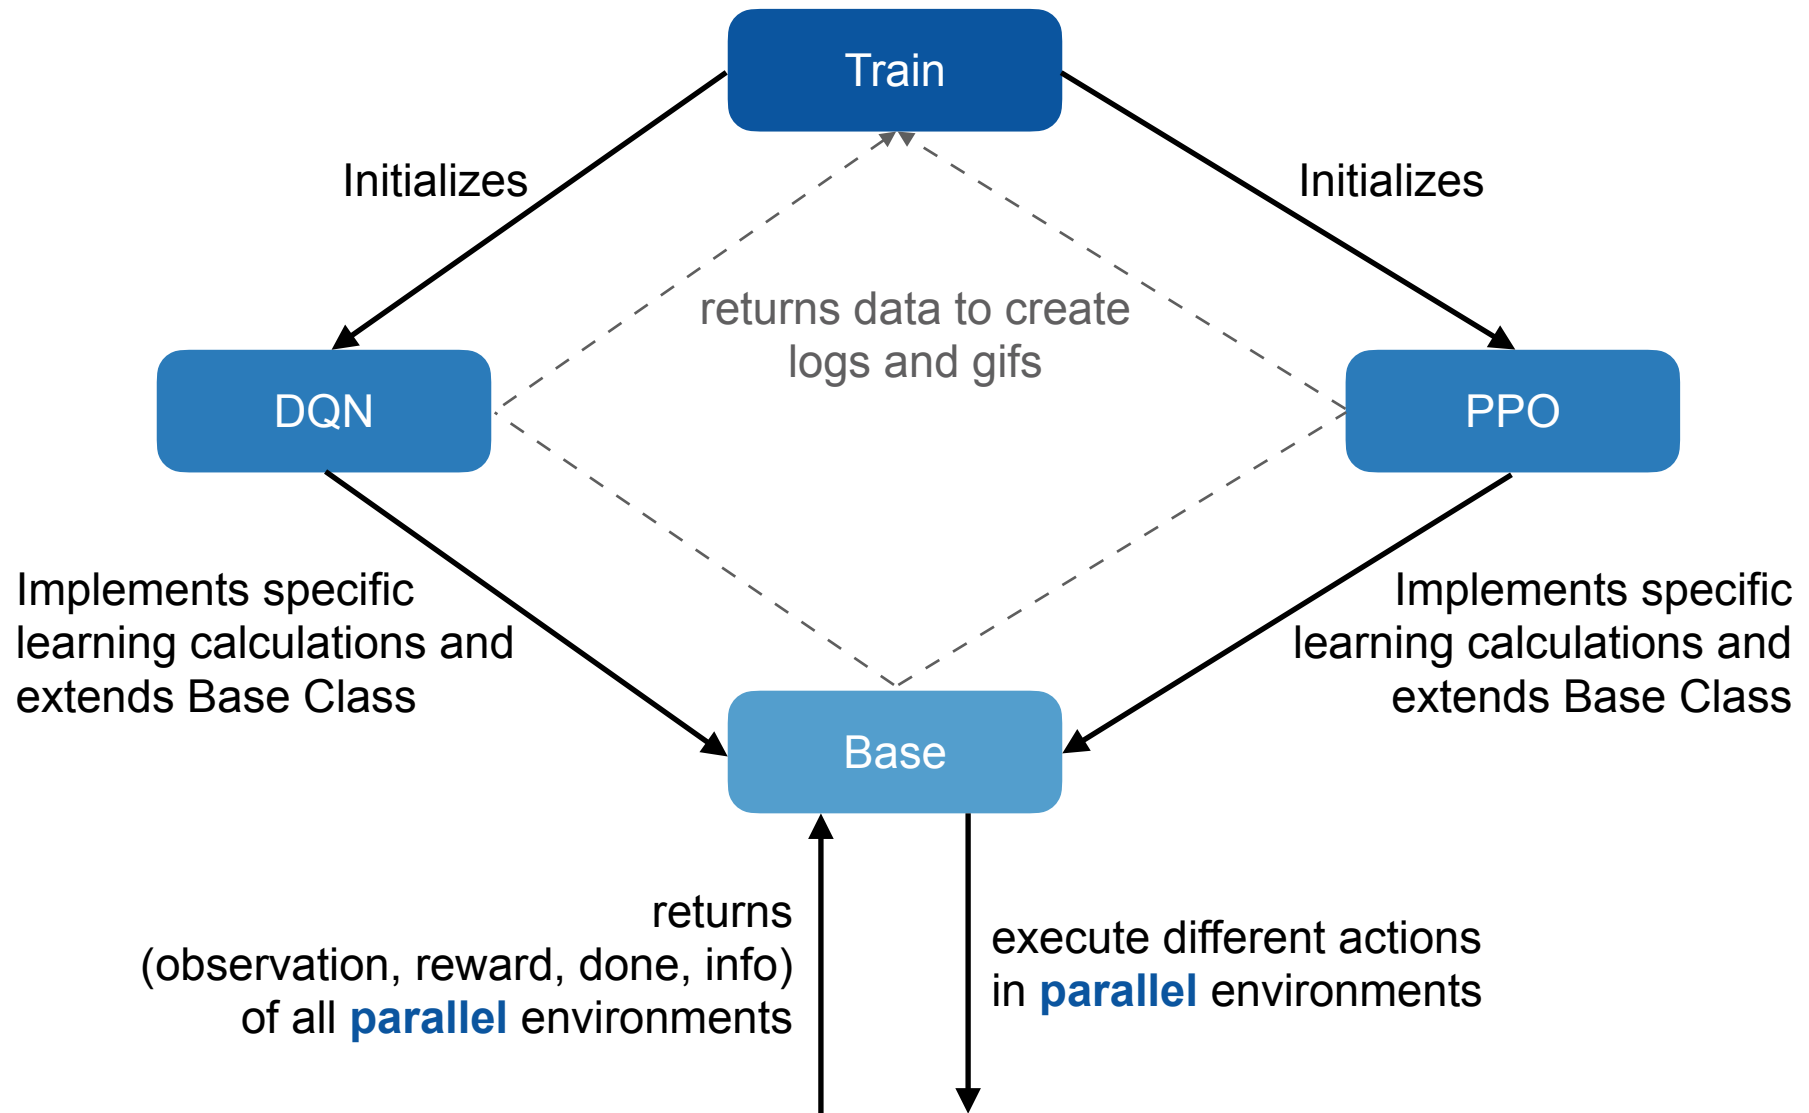 Train
Initializes
Initializes
returns data to create
logs and gifs
DQN
PPO
Implements specific
learning calculations and
extends Base Class
Implements specific
learning calculations and
extends Base Class
Base
returns
(observation, reward, done, info)
of all parallel environments
execute different actions
in parallel environments